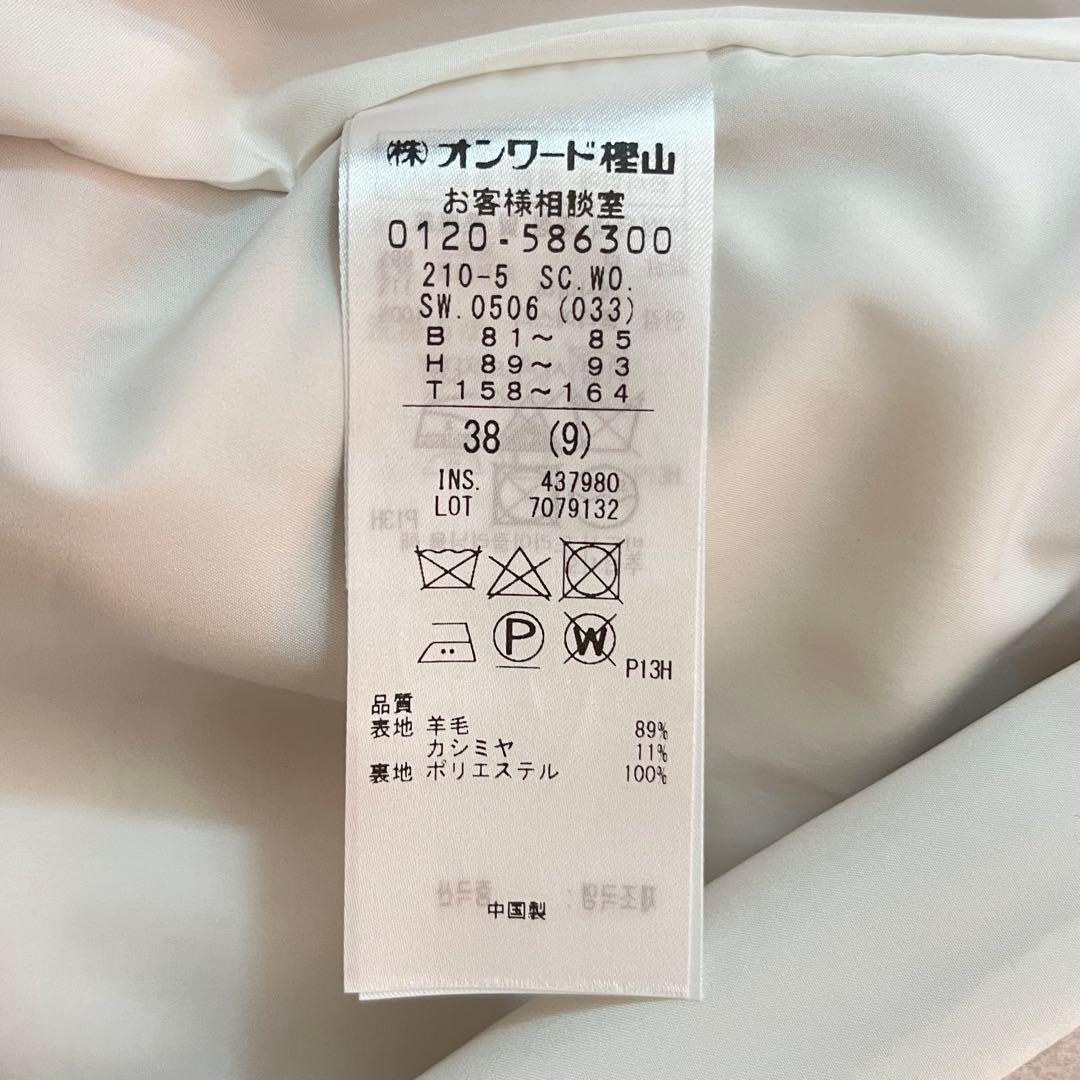 ㈱オンワード樫山
お客様相談室
0120-586300
210-5 SC.WO.
SW.0506 (033)
B 81～ 85
H 89～ 93
T158～164
38 (9)
INS. 437980
LOT 7079132
P W P13H
品質
表地 羊毛 89%
カシミヤ 11%
裏地 ポリエステル 100%
中国製